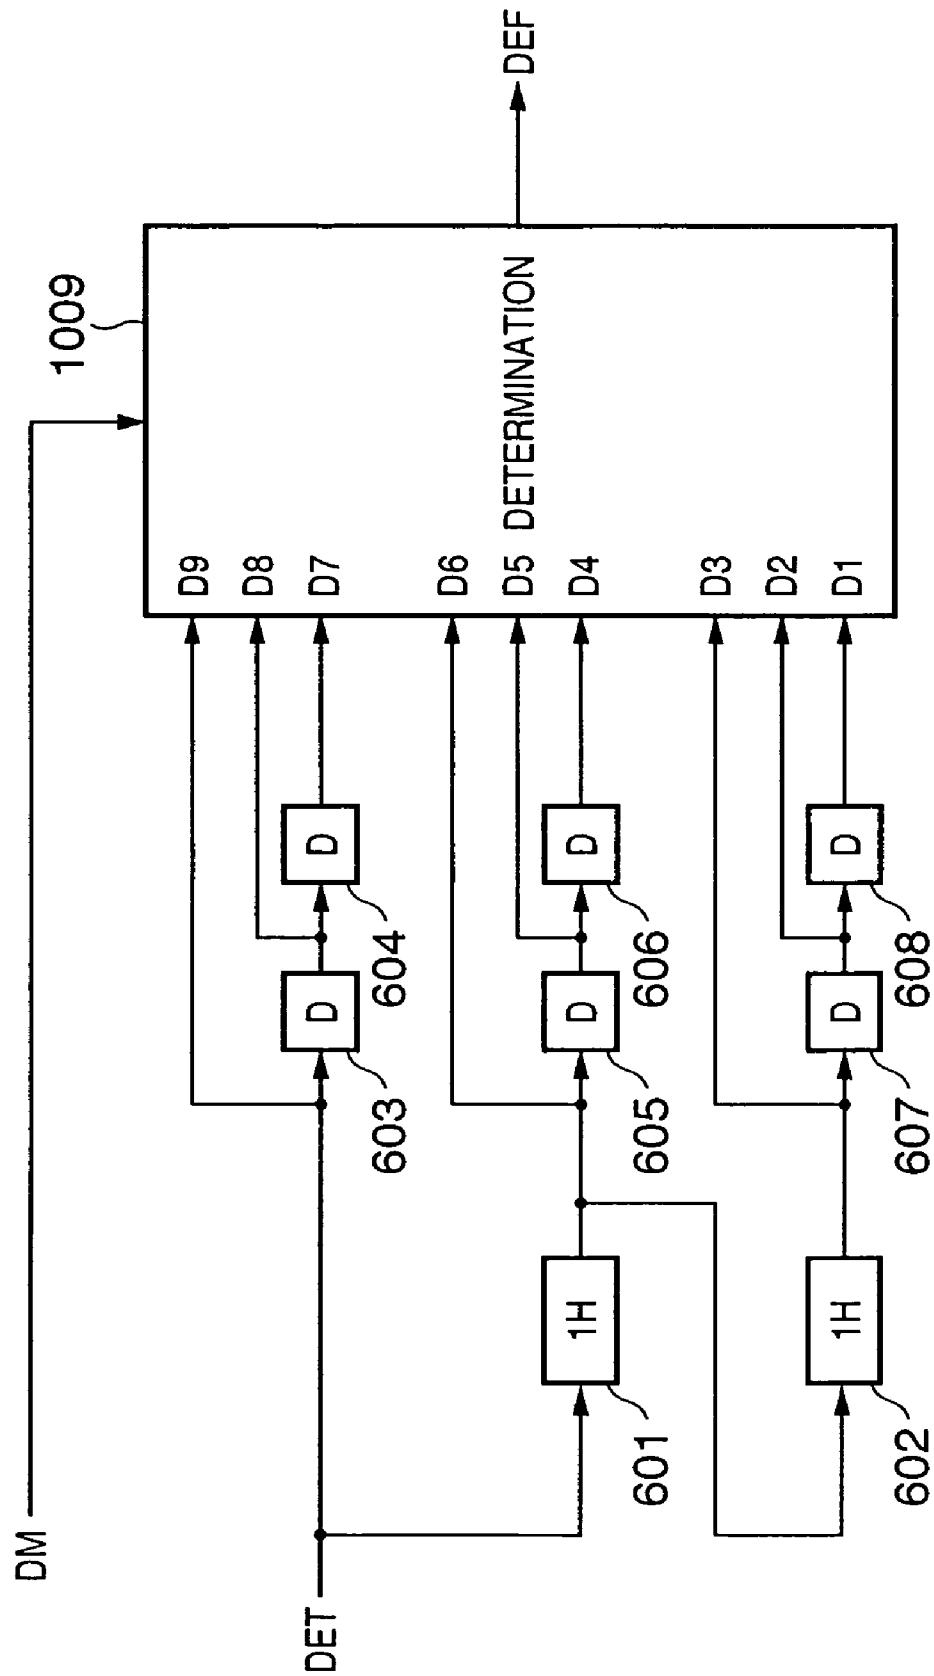 DM
DET
1H
601
1H
602
D
603
D
604
D
605
D
606
D
607
D
608
D9
D8
D7
D6
D5
D4
D3
D2
D1
DETERMINATION
1009
DEF